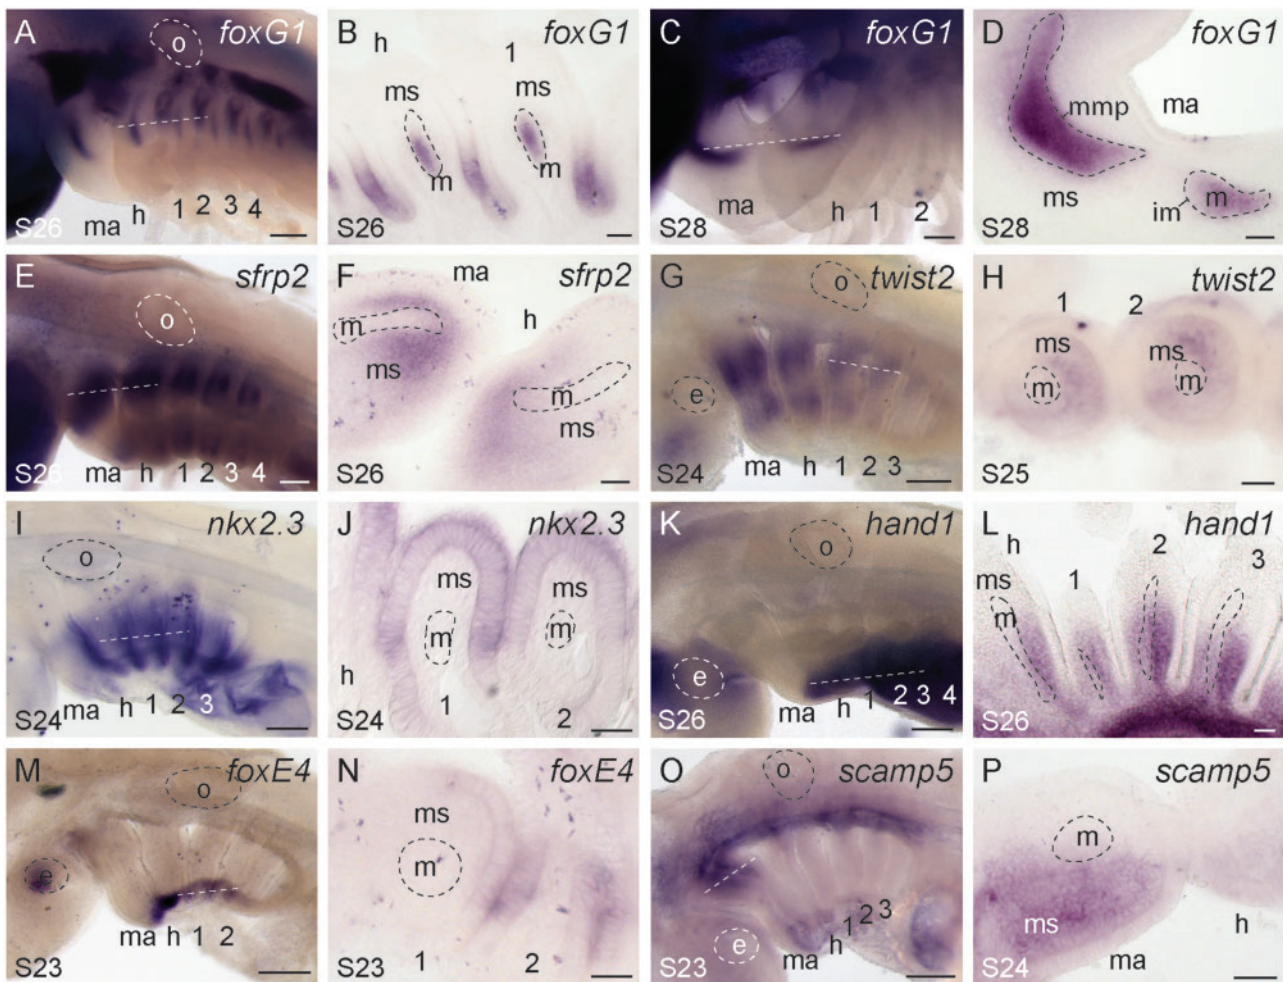 A foxG1
o
ma h 1 2 3 4
S26
B foxG1
h 1
ms ms
m m
S26
C foxG1
ma h 1 2
S28
D foxG1
mmp ma
ms im m
S28
E sfrp2
o
ma h 1 2 3 4
S26
F sfrp2
ma
m h
ms m
ms
S26
G twist2
o
e
ma h 1 2 3
S24
H twist2
1 2
ms ms
m m
S25
I nkx2.3
o
ma h 1 2 3
S24
J nkx2.3
ms ms
m m
h 1 2
S24
K hand1
o
e
ma h 1 2 3 4
S26
L hand1
h 1 2 3
ms
m
S26
M foxE4
o
e
ma h 1 2
S23
N foxE4
ms
m
1 2
S23
O scamp5
o
e
ma h 1 2 3
S23
P scamp5
m
ms
ma h
S24